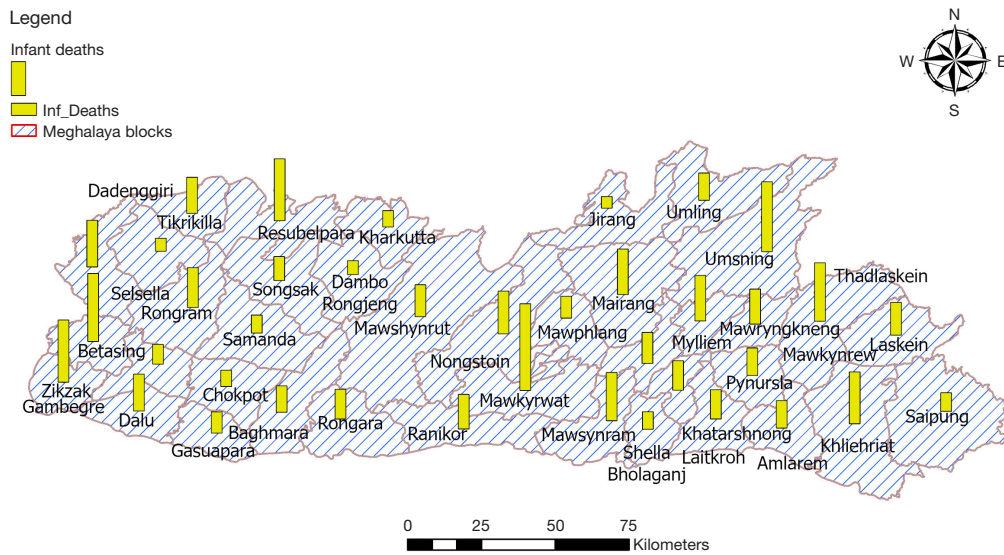 Legend
Infant deaths
Inf_Deaths
Meghalaya blocks
N
W E
S
Dadenggiri
Tikrikilla
Resubelpara
Kharkutta
Jirang
Umling
Umsning
Thadlaskein
Selsella
Rongram
Songsak
Dambo
Rongjeng
Mairang
Mawshynrut
Mawphlang
Mylliem
Mawryngkneng
Laskein
Samanda
Betasing
Nongstoin
Mawkynrew
Zikzak
Gambegre
Chokpot
Pynursla
Dalu
Mawkyrwat
Saipung
Baghmara
Rongara
Ranikor
Mawsynram
Khatarshnong
Khliehriat
Gasuapara
Shella
Bholaganj
Laitkroh
Amlarem
0 25 50 75
Kilometers